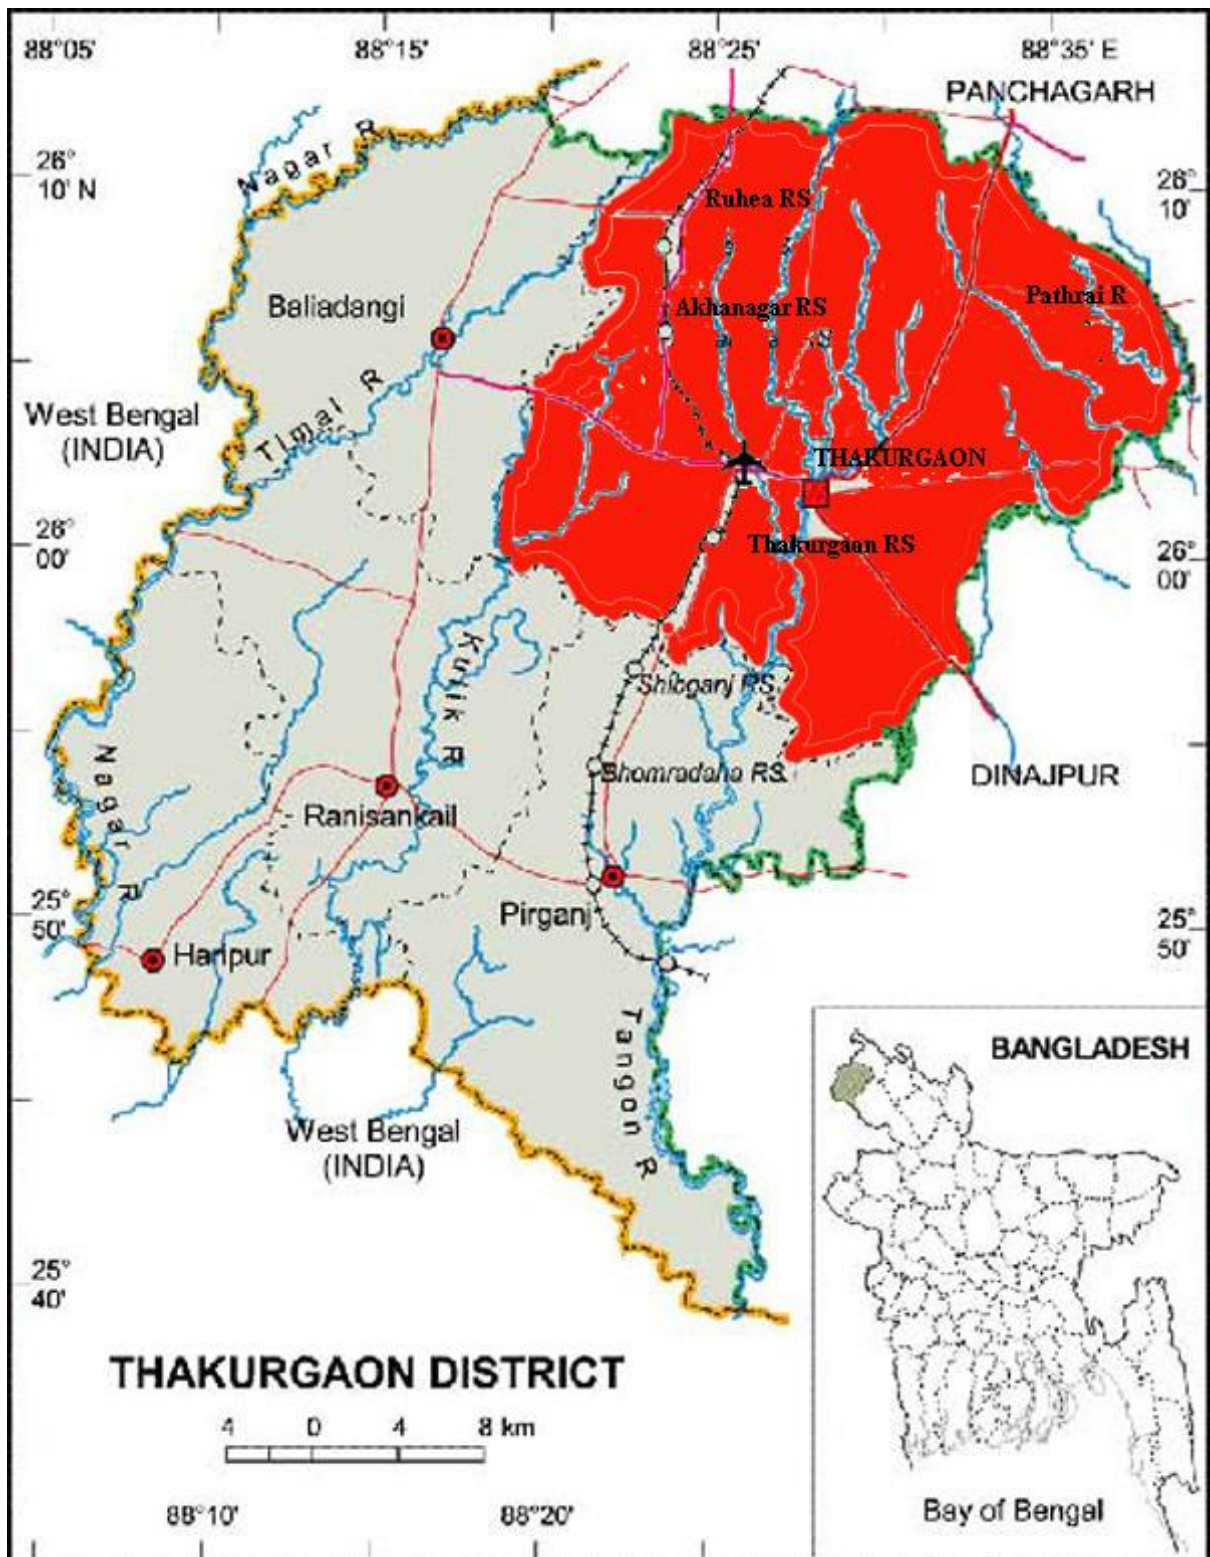 88°05'
88°15'
88°25'
88°35' E
PANCHAGARH
Nagar R
26°
10' N
26°
10'
Ruhea RS
Baliadangi
Akhanagar RS
Pathrai R
Timal R
West Bengal
(INDIA)
THAKURGAON
26°
00'
Thakurgaon RS
26°
00'
Kulik R
Shibganj RS
Nagar R
Bhomradaha RS
DINAJPUR
Ranisankail
25°
50'
Pirganj
25°
50'
Haripur
Tangon R
BANGLADESH
West Bengal
(INDIA)
25°
40'
THAKURGAON DISTRICT
4 0 4 8 km
88°10'
88°20'
Bay of Bengal